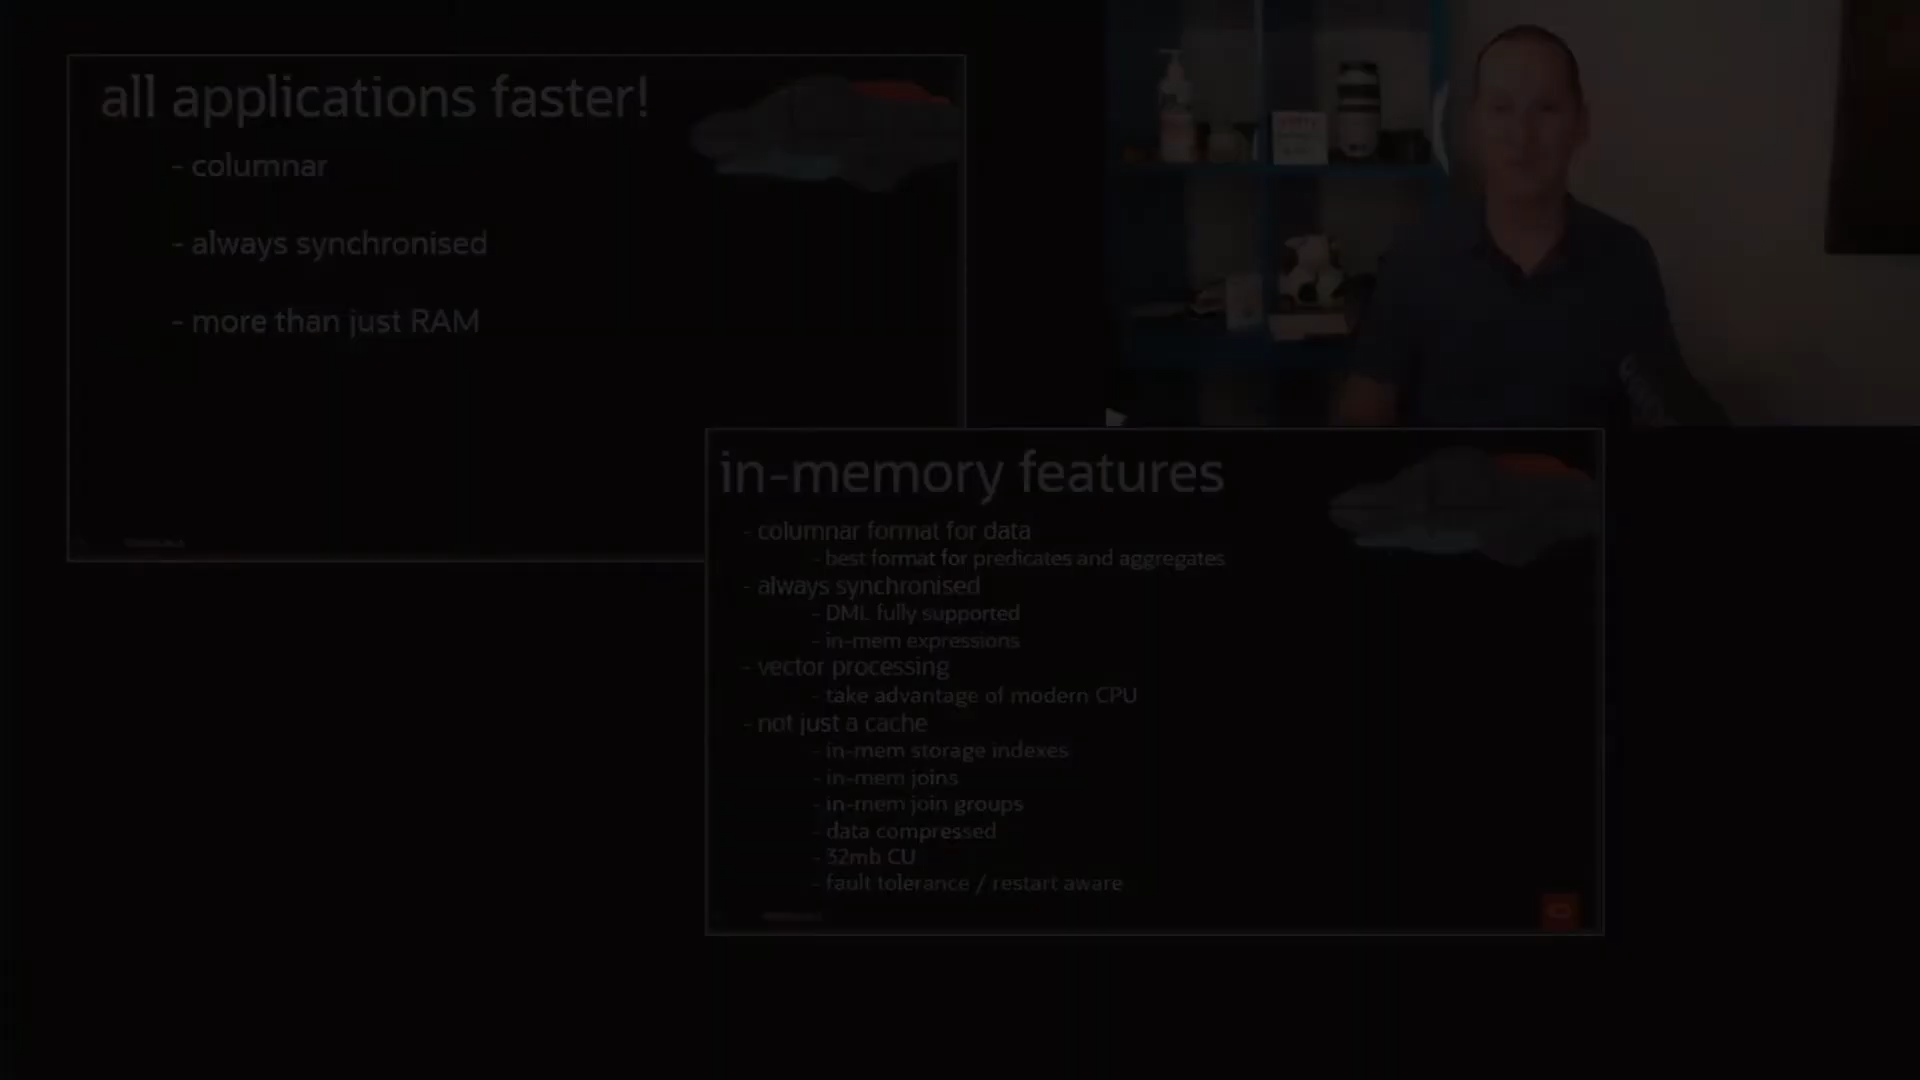 all applications faster!
- columnar
- always synchronised
- more than just RAM
in-memory features
- columnar format for data
- best format for predicates and aggregates
- always synchronised
- DML fully supported
- in-mem expressions
- vector processing
- take advantage of modern CPU
- not just a cache
- in-mem storage indexes
- in-mem joins
- in-mem join groups
- data compressed
- 32mb CU
- fault tolerance / restart aware